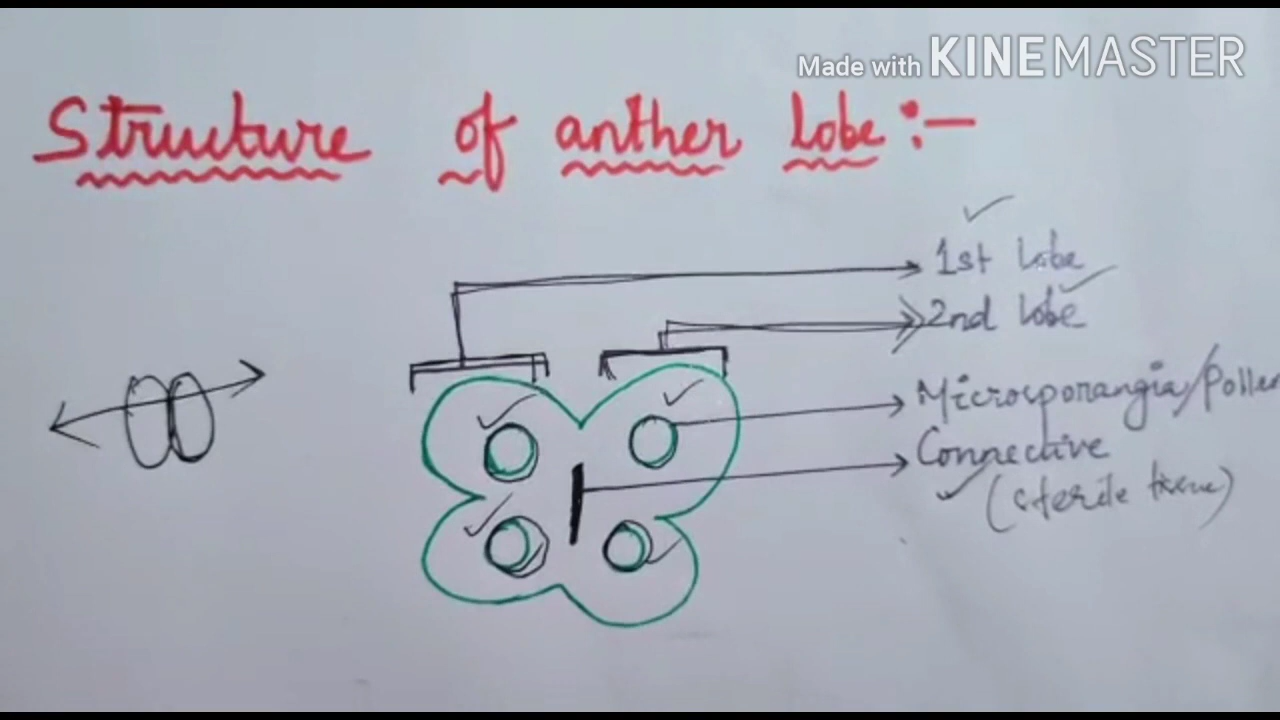 Made with KINEMASTER
Structure of anther lobe :-
1st lobe
2nd lobe
Microsporangia/Pollen
Connective
(sterile tissue)